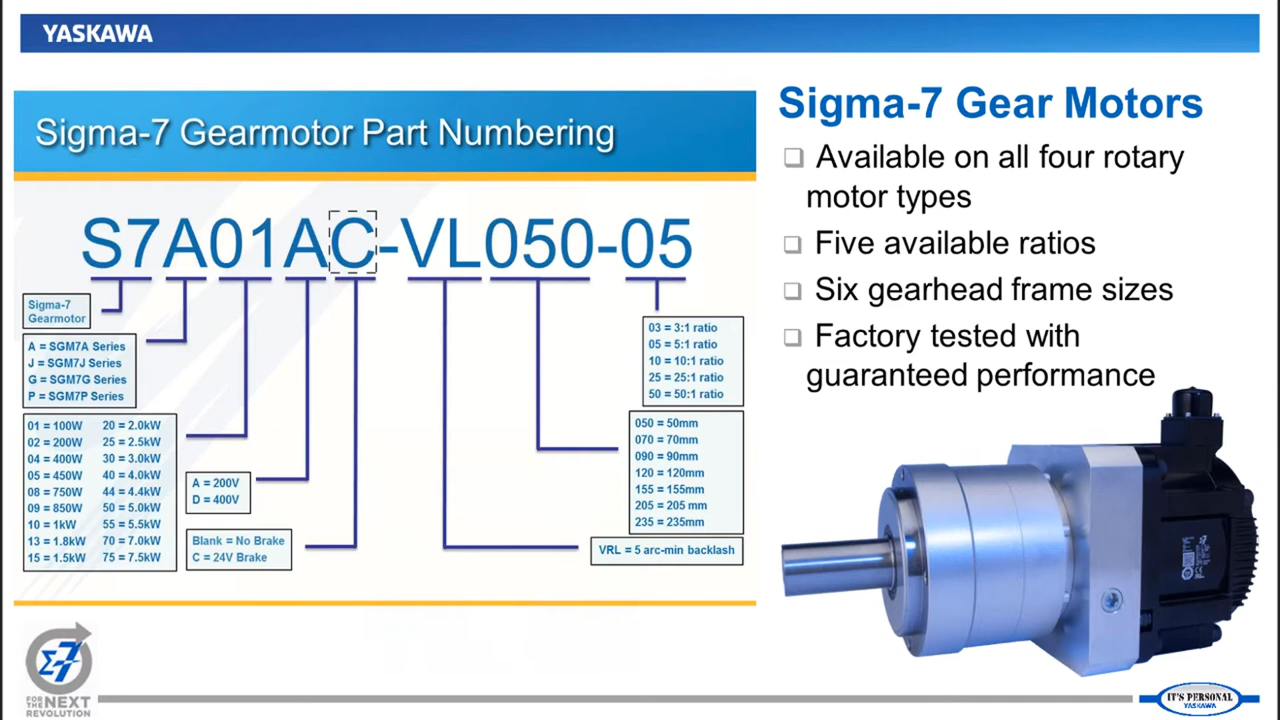 YASKAWA
Sigma-7 Gearmotor Part Numbering
S7A01AC-VL050-05
Sigma-7
Gearmotor
A = SGM7A Series
J = SGM7J Series
G = SGM7G Series
P = SGM7P Series
01 = 100W 20 = 2.0kW
02 = 200W 25 = 2.5kW
04 = 400W 30 = 3.0kW
05 = 450W 40 = 4.0kW
08 = 750W 44 = 4.4kW
09 = 850W 50 = 5.0kW
10 = 1kW 55 = 5.5kW
13 = 1.8kW 70 = 7.0kW
15 = 1.5kW 75 = 7.5kW
A = 200V
D = 400V
Blank = No Brake
C = 24V Brake
03 = 3:1 ratio
05 = 5:1 ratio
10 = 10:1 ratio
25 = 25:1 ratio
50 = 50:1 ratio
050 = 50mm
070 = 70mm
090 = 90mm
120 = 120mm
155 = 155mm
205 = 205 mm
235 = 235mm
VRL = 5 arc-min backlash
Sigma-7 Gear Motors
❑ Available on all four rotary
motor types
❑ Five available ratios
❑ Six gearhead frame sizes
❑ Factory tested with
guaranteed performance
Σ7
FOR THE NEXT
REVOLUTION
IT'S PERSONAL
YASKAWA